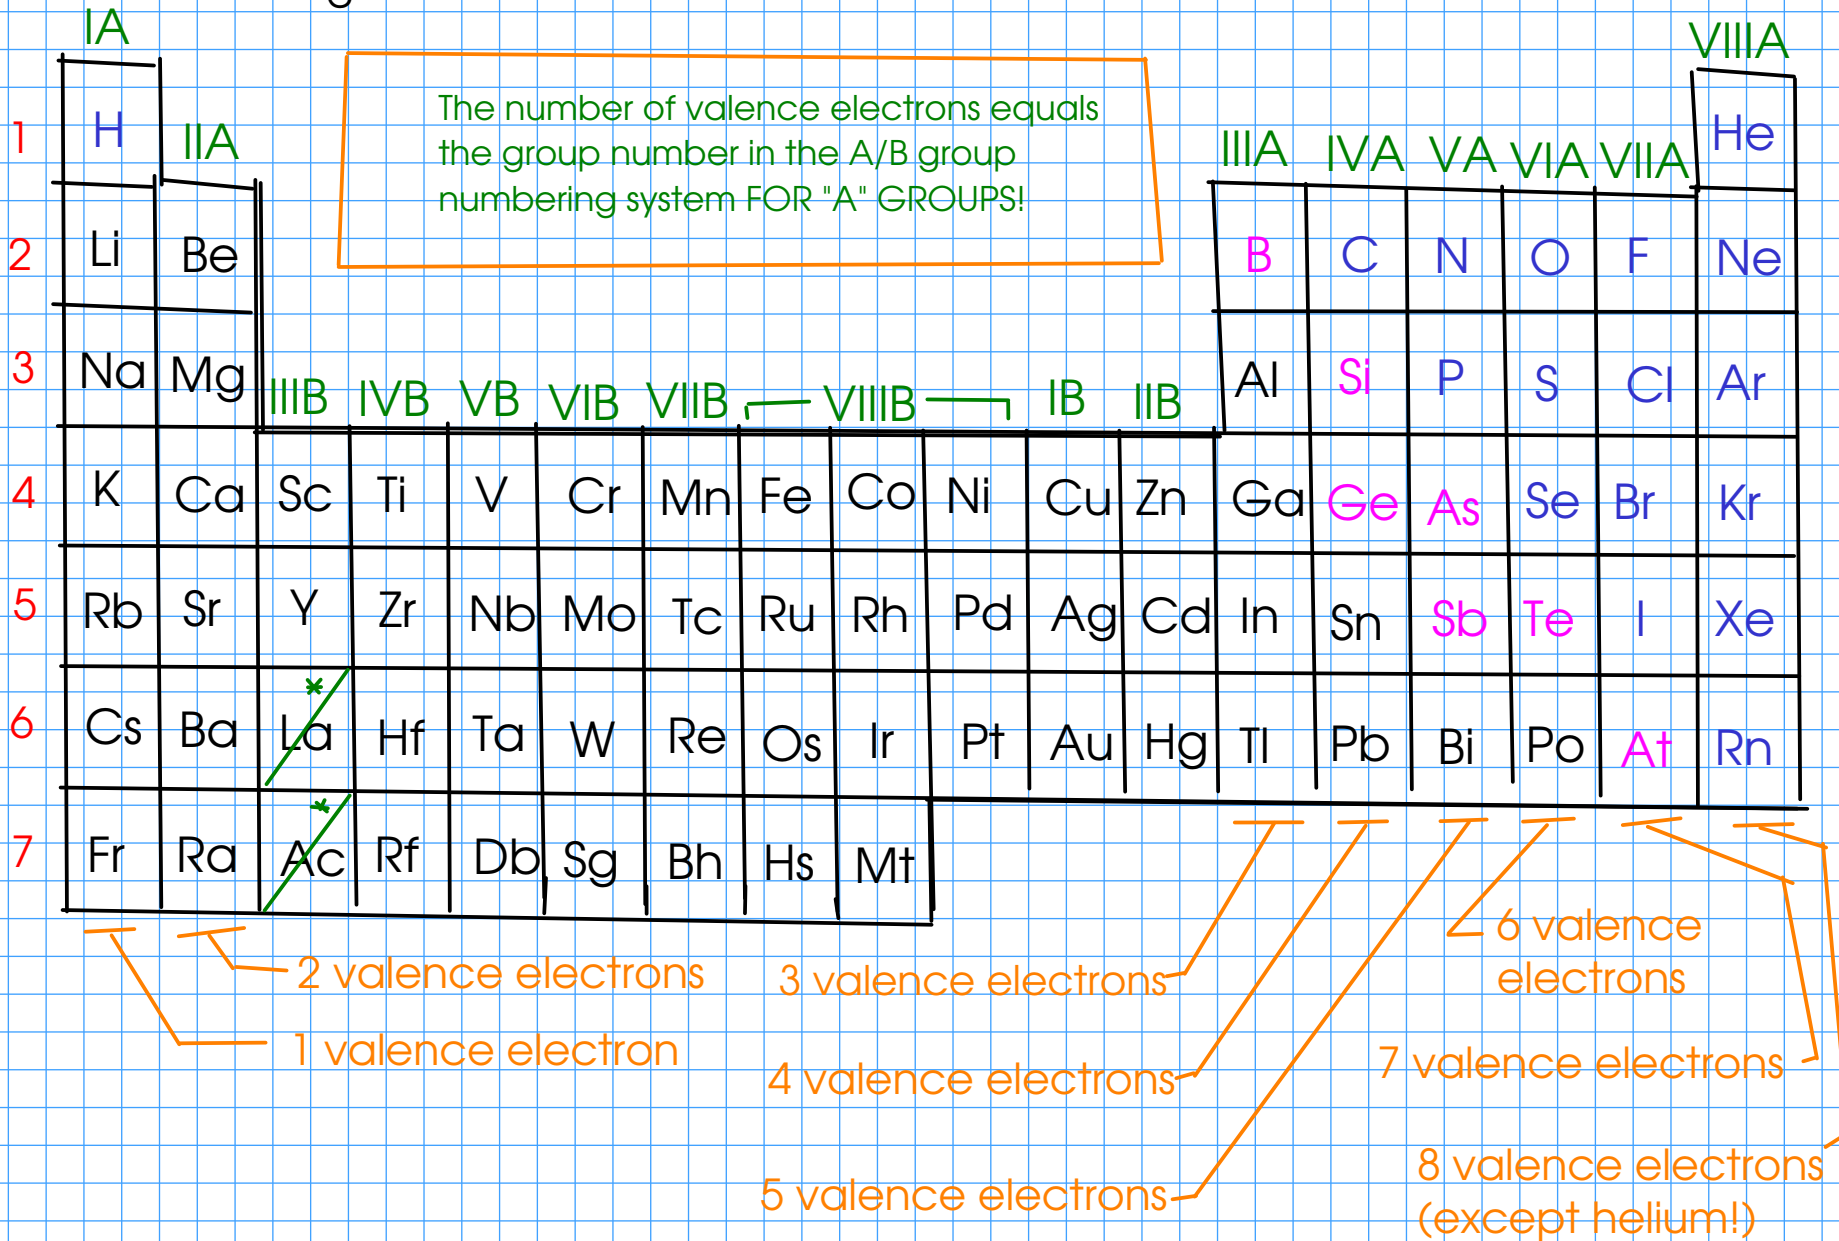 IA
VIIIA
The number of valence electrons equals
the group number in the A/B group
numbering system FOR "A" GROUPS!
1 H IIA IIIA IVA VA VIA VIIA He
2 Li Be B C N O F Ne
3 Na Mg Al Si P S Cl Ar
IIIB IVB VB VIB VIIB VIIIB IB IIB
4 K Ca Sc Ti V Cr Mn Fe Co Ni Cu Zn Ga Ge As Se Br Kr
5 Rb Sr Y Zr Nb Mo Tc Ru Rh Pd Ag Cd In Sn Sb Te I Xe
*
6 Cs Ba La Hf Ta W Re Os Ir Pt Au Hg Tl Pb Bi Po At Rn
*
7 Fr Ra Ac Rf Db Sg Bh Hs Mt
2 valence electrons
1 valence electron
3 valence electrons
4 valence electrons
5 valence electrons
6 valence
electrons
7 valence electrons
8 valence electrons
(except helium!)